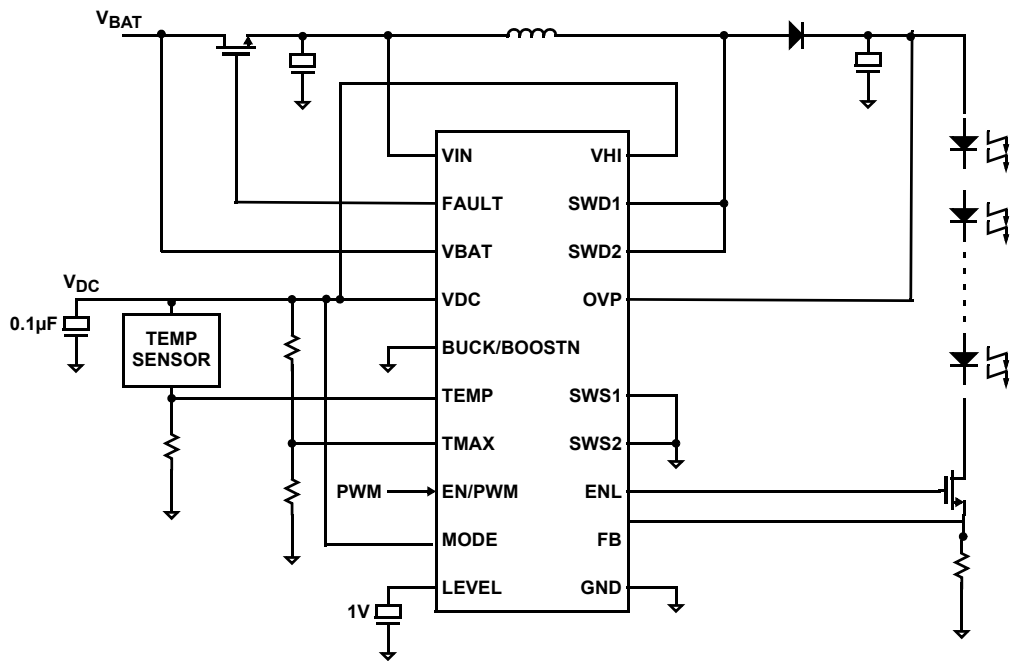 VBAT
VIN VHI
FAULT SWD1
VBAT SWD2
VDC
VDC OVP
0.1µF
TEMP
SENSOR
BUCK/BOOSTN
TEMP SWS1
TMAX SWS2
PWM EN/PWM ENL
MODE FB
LEVEL GND
1V